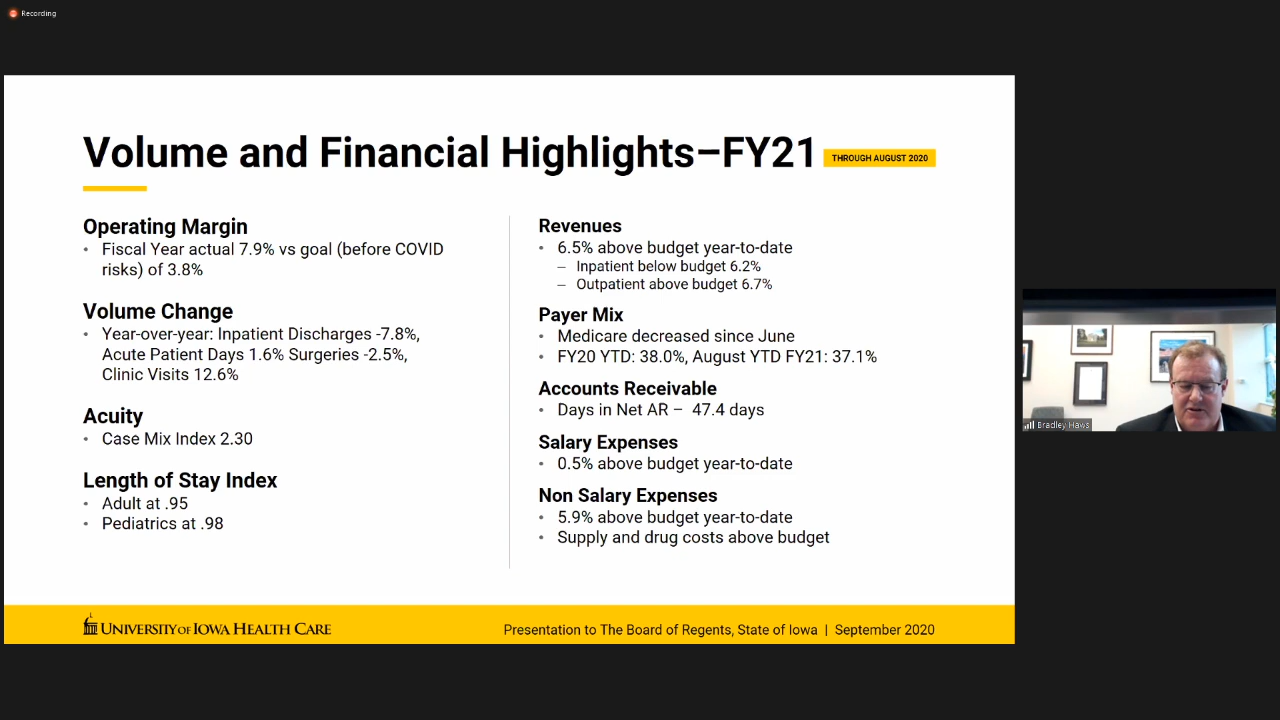 Recording
Volume and Financial Highlights–FY21 THROUGH AUGUST 2020
Operating Margin
• Fiscal Year actual 7.9% vs goal (before COVID
risks) of 3.8%
Volume Change
• Year-over-year: Inpatient Discharges -7.8%,
Acute Patient Days 1.6% Surgeries -2.5%,
Clinic Visits 12.6%
Acuity
• Case Mix Index 2.30
Length of Stay Index
• Adult at .95
• Pediatrics at .98
Revenues
• 6.5% above budget year-to-date
– Inpatient below budget 6.2%
– Outpatient above budget 6.7%
Payer Mix
• Medicare decreased since June
• FY20 YTD: 38.0%, August YTD FY21: 37.1%
Accounts Receivable
• Days in Net AR – 47.4 days
Salary Expenses
• 0.5% above budget year-to-date
Non Salary Expenses
• 5.9% above budget year-to-date
• Supply and drug costs above budget
UNIVERSITY OF IOWA HEALTH CARE
Presentation to The Board of Regents, State of Iowa | September 2020
Bradley Haws